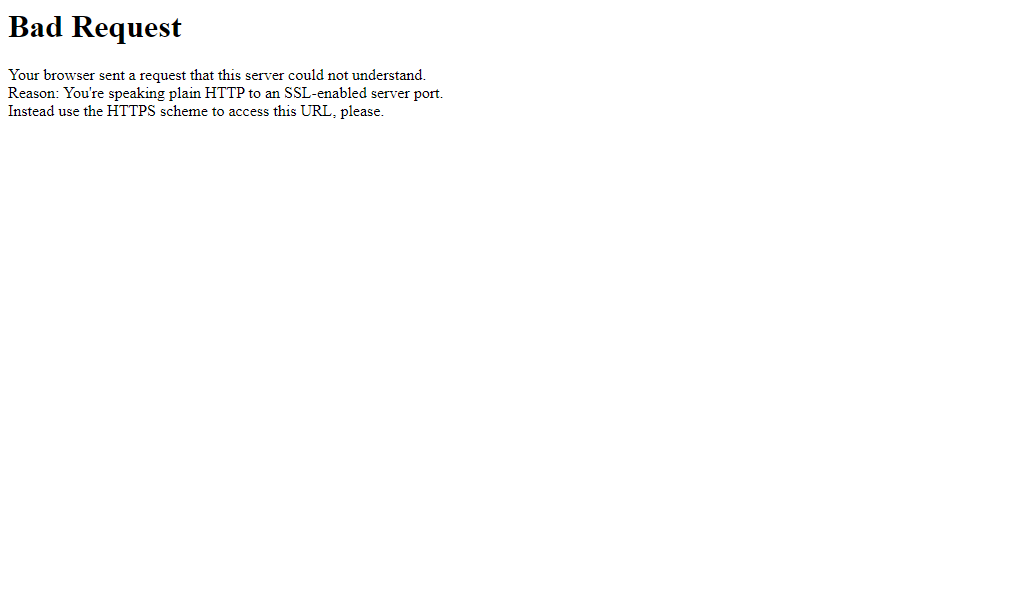 Bad Request
Your browser sent a request that this server could not understand.
Reason: You're speaking plain HTTP to an SSL-enabled server port.
Instead use the HTTPS scheme to access this URL, please.